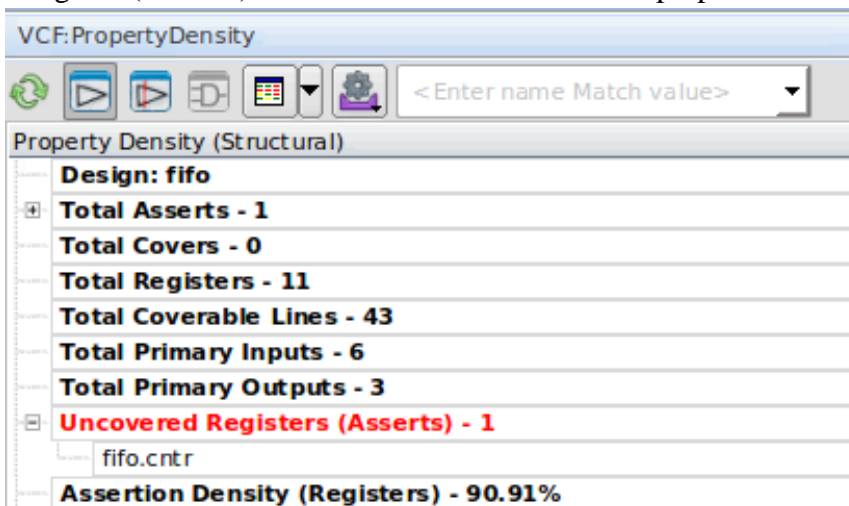 VCF:PropertyDensity
<Enter name Match value>
Property Density (Structural)
Design: fifo
Total Asserts - 1
Total Covers - 0
Total Registers - 11
Total Coverable Lines - 43
Total Primary Inputs - 6
Total Primary Outputs - 3
Uncovered Registers (Asserts) - 1
fifo.cntr
Assertion Density (Registers) - 90.91%